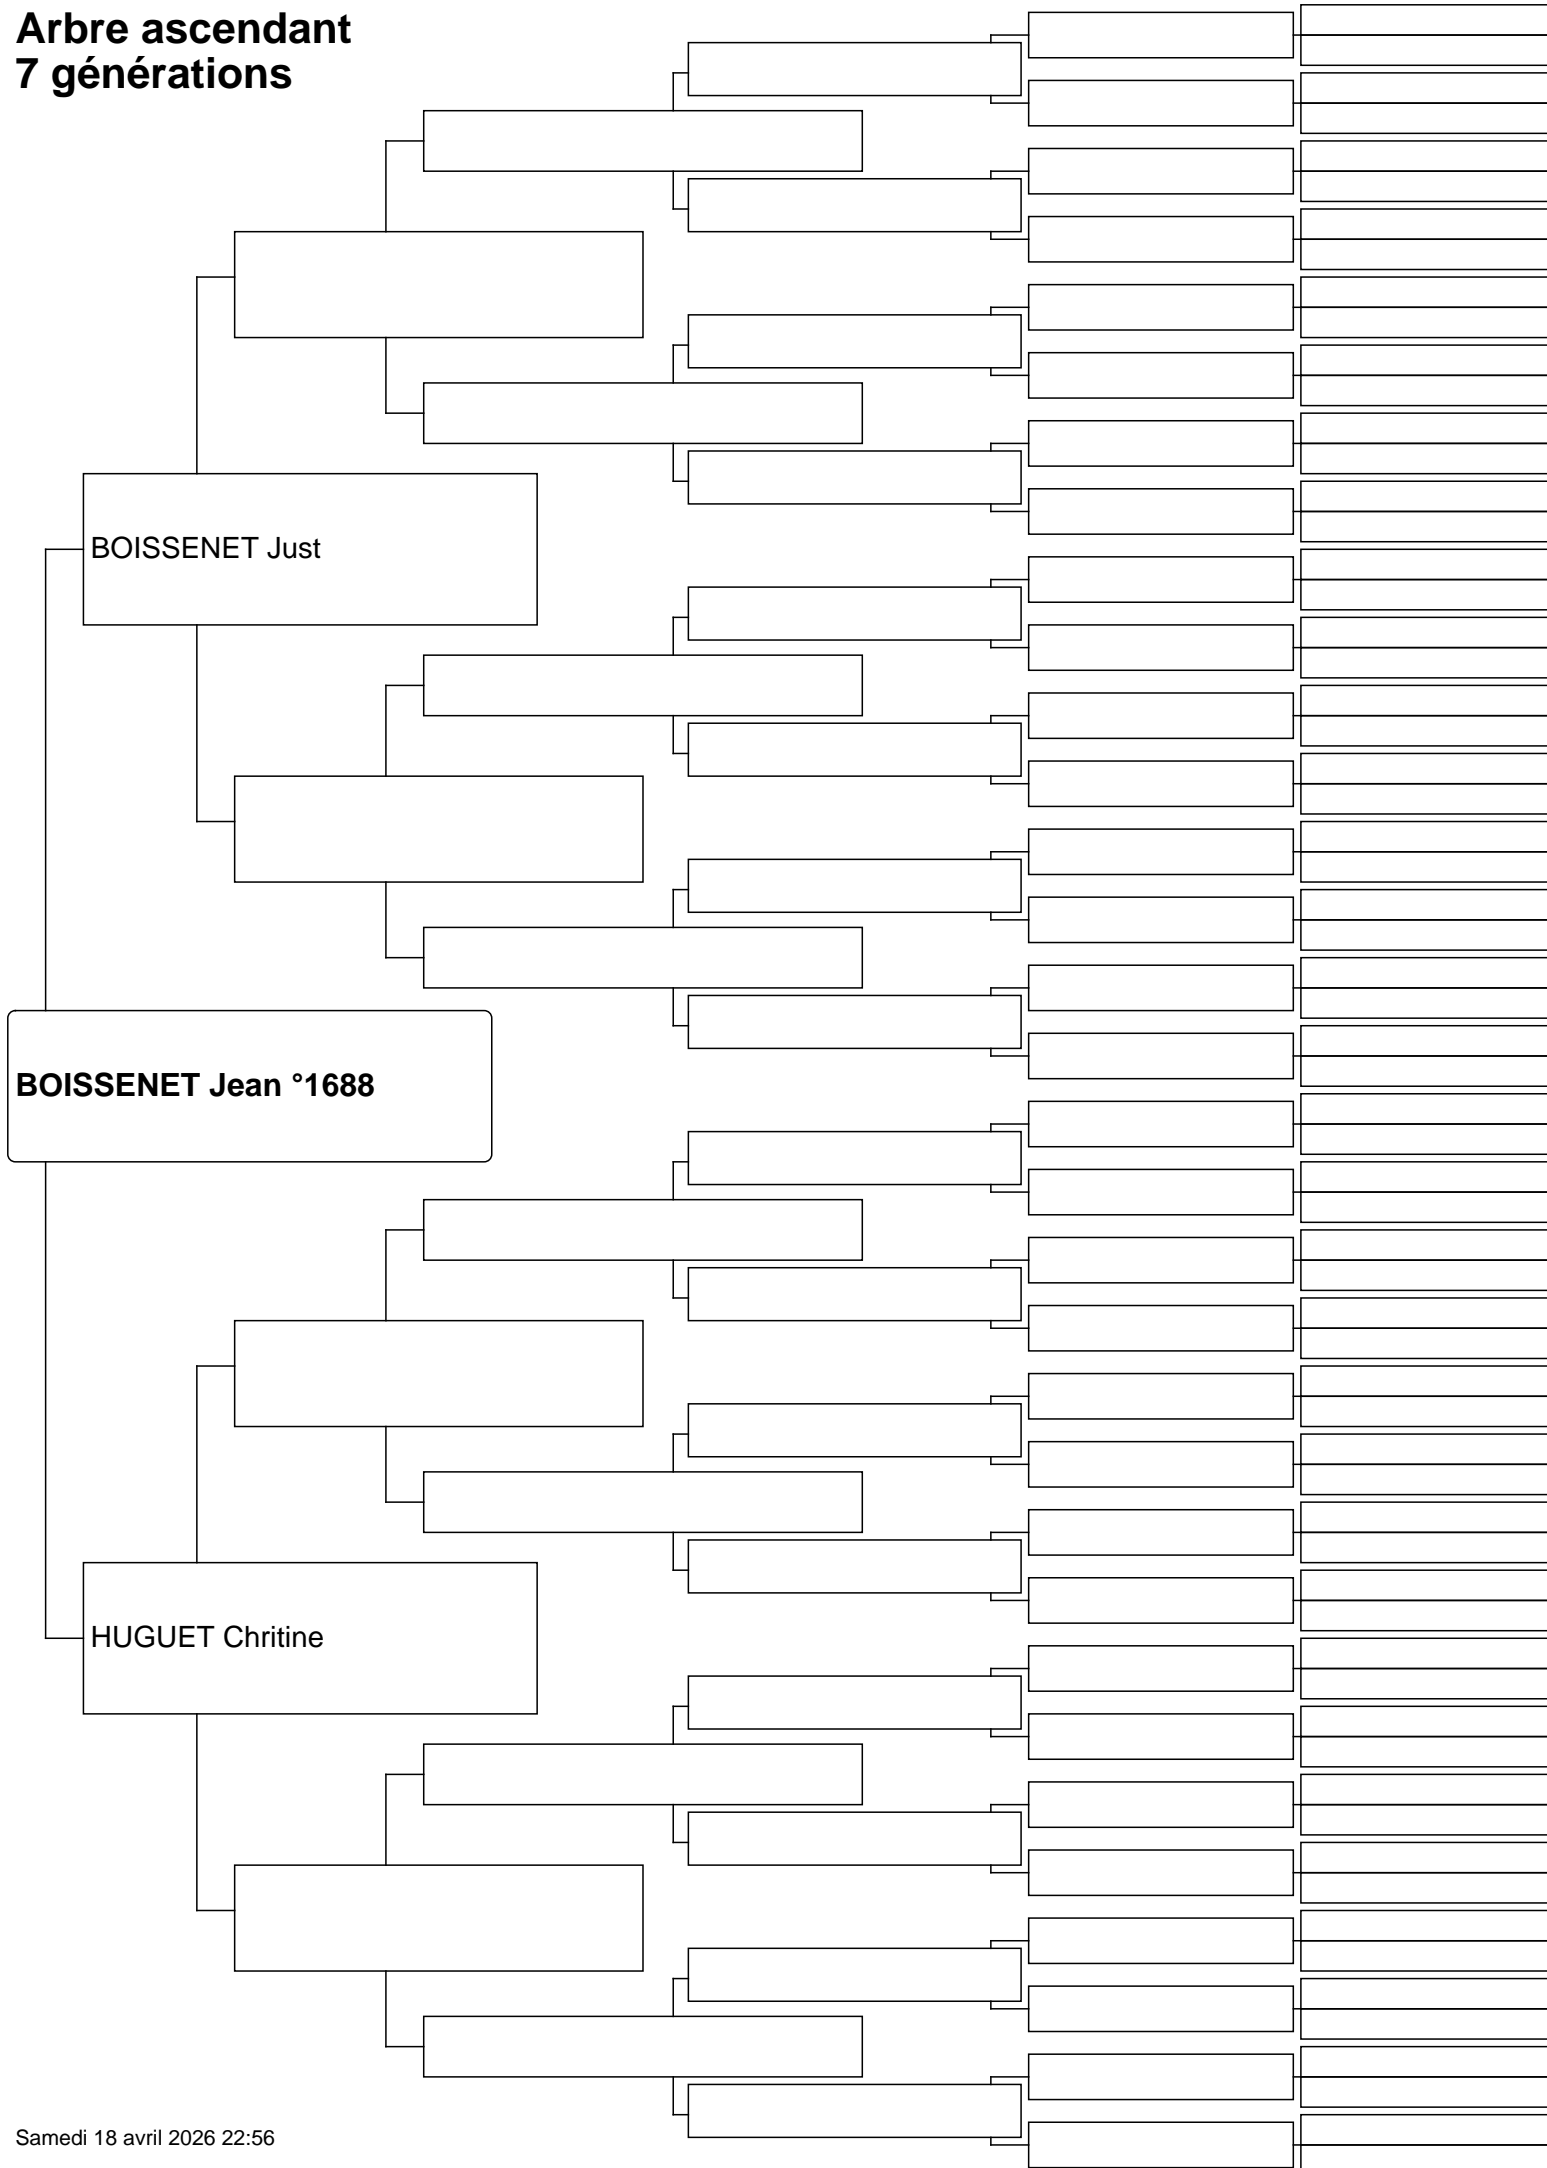 Arbre ascendant
7 générations
BOISSENET Just
BOISSENET Jean °1688
HUGUET Chritine
Samedi 18 avril 2026 22:56